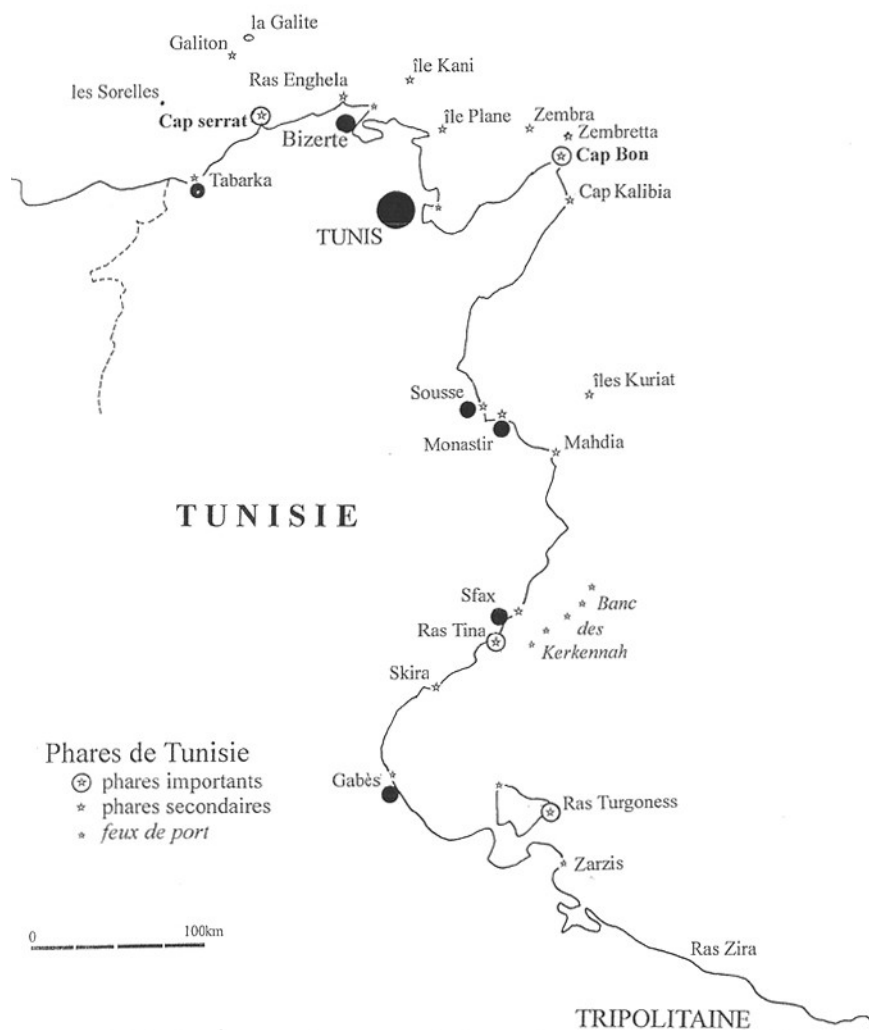 la Galite
Galiton
île Kani
Ras Enghela
les Sorelles
Cap serrat
île Plane
Zembra
Bizerte
Zembretta
Cap Bon
Tabarka
Cap Kalibia
TUNIS
îles Kuriat
Sousse
Monastir
Mahdia
TUNISIE
Sfax
Banc
des
Kerkennah
Ras Tina
Skira
Phares de Tunisie
phares importants
phares secondaires
feux de port
Gabès
Ras Turgoness
Zarzis
0
100km
Ras Zira
TRIPOLITAINE